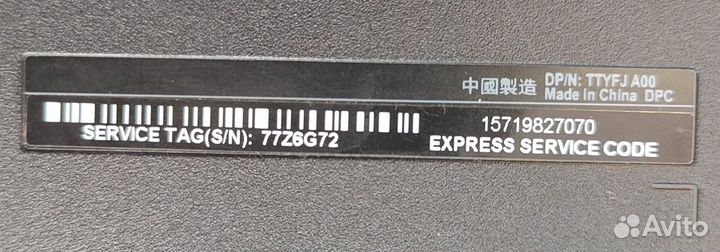 中國製造 DP/N: TTYFJ A00
Made In China DPC
15719827070
SERVICE TAG(S/N): 77Z6G72 EXPRESS SERVICE CODE
Avito